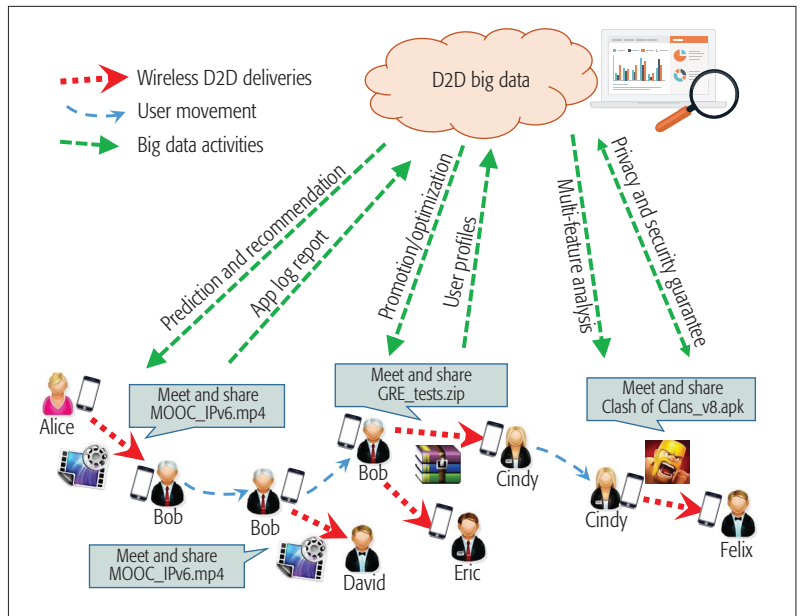 D2D big data
Wireless D2D deliveries
User movement
Big data activities
Prediction and recommendation
App log report
Promotion/optimization
User profiles
Multi-feature analysis
Privacy and security guarantee
Meet and share
MOOC_IPv6.mp4
Meet and share
GRE_tests.zip
Meet and share
Clash of Clans_v8.apk
Alice
Bob
Bob
Bob
Cindy
Cindy
Felix
Meet and share
MOOC_IPv6.mp4
David
Eric